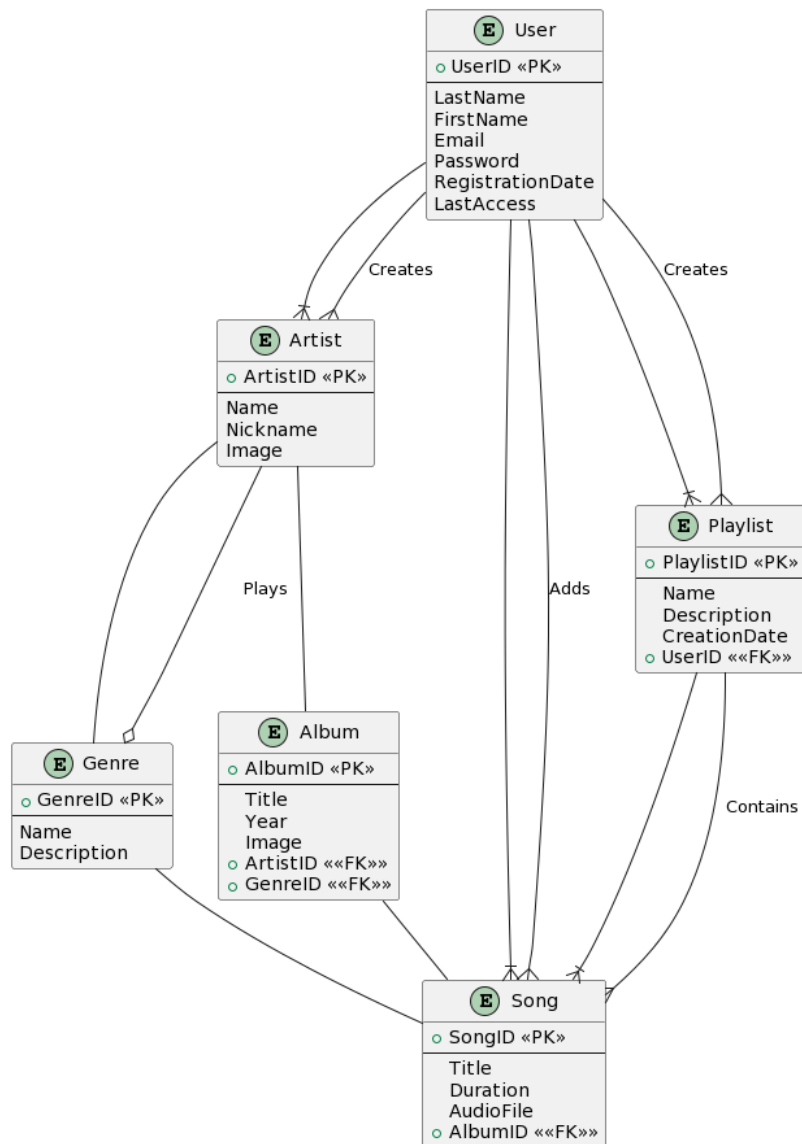 E User
UserID «PK»
LastName
FirstName
Email
Password
RegistrationDate
LastAccess
Creates
Creates
E Artist
ArtistID «PK»
Name
Nickname
Image
E Playlist
PlaylistID «PK»
Name
Description
CreationDate
UserID ««FK»»
Plays
Adds
E Genre
GenreID «PK»
Name
Description
E Album
AlbumID «PK»
Title
Year
Image
ArtistID ««FK»»
GenreID ««FK»»
Contains
E Song
SongID «PK»
Title
Duration
AudioFile
AlbumID ««FK»»